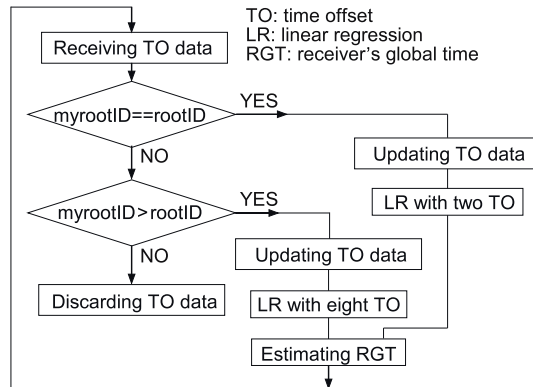 TO: time offset
LR: linear regression
RGT: receiver's global time
Receiving TO data
myrootID==rootID
YES
NO
Updating TO data
LR with two TO
myrootID>rootID
YES
NO
Updating TO data
Discarding TO data
LR with eight TO
Estimating RGT